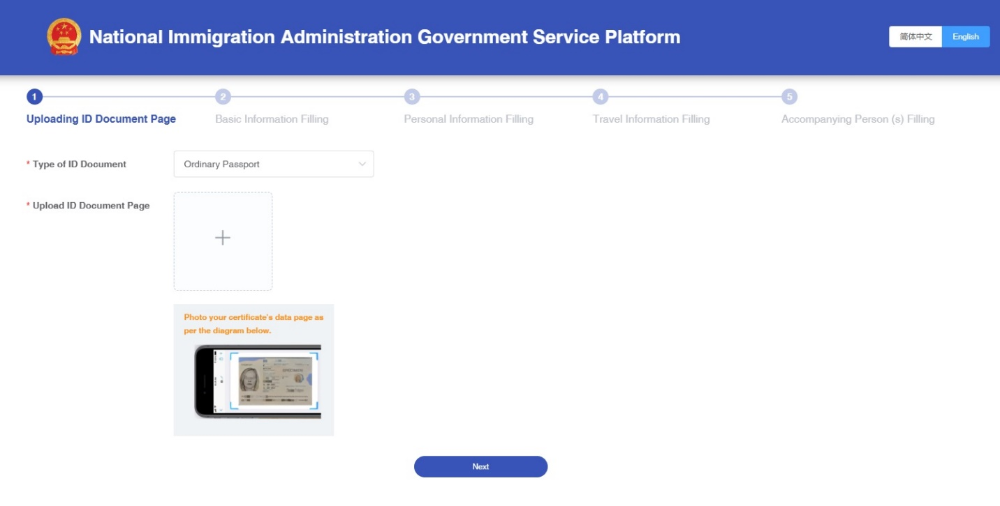 National Immigration Administration Government Service Platform
简体中文 English
1 2 3 4 5
Uploading ID Document Page Basic Information Filling Personal Information Filling Travel Information Filling Accompanying Person (s) Filling
* Type of ID Document Ordinary Passport
* Upload ID Document Page
Photo your certificate's data page as
per the diagram below.
SPECIMEN
Next